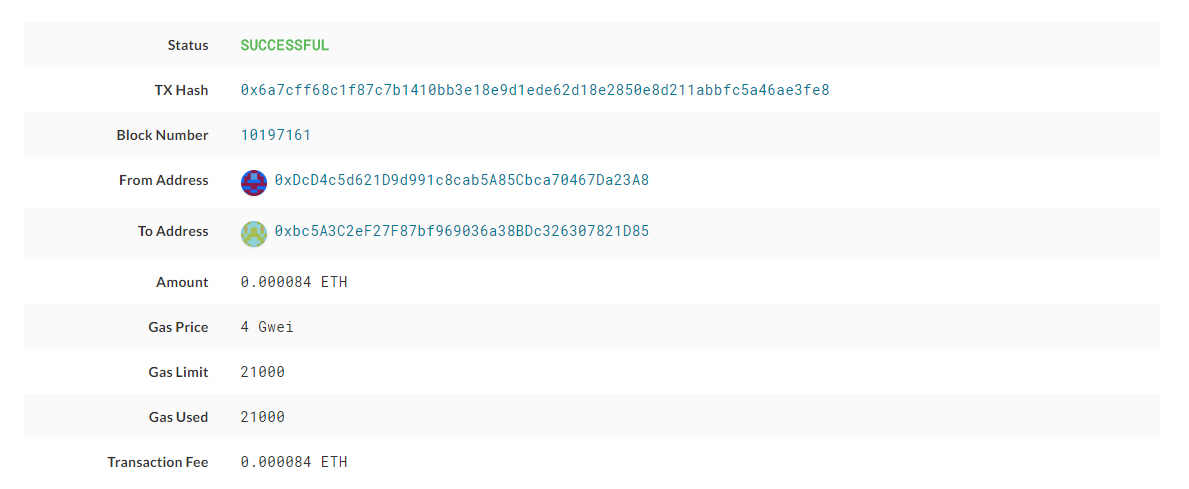 Status SUCCESSFUL
TX Hash 0x6a7cff68c1f87c7b1410bb3e18e9d1ede62d18e2850e8d211abbfc5a46ae3fe8
Block Number 10197161
From Address 0xDcD4c5d621D9d991c8cab5A85Cbca70467Da23A8
To Address 0xbc5A3C2eF27F87bf969036a38BDc326307821D85
Amount 0.000084 ETH
Gas Price 4 Gwei
Gas Limit 21000
Gas Used 21000
Transaction Fee 0.000084 ETH